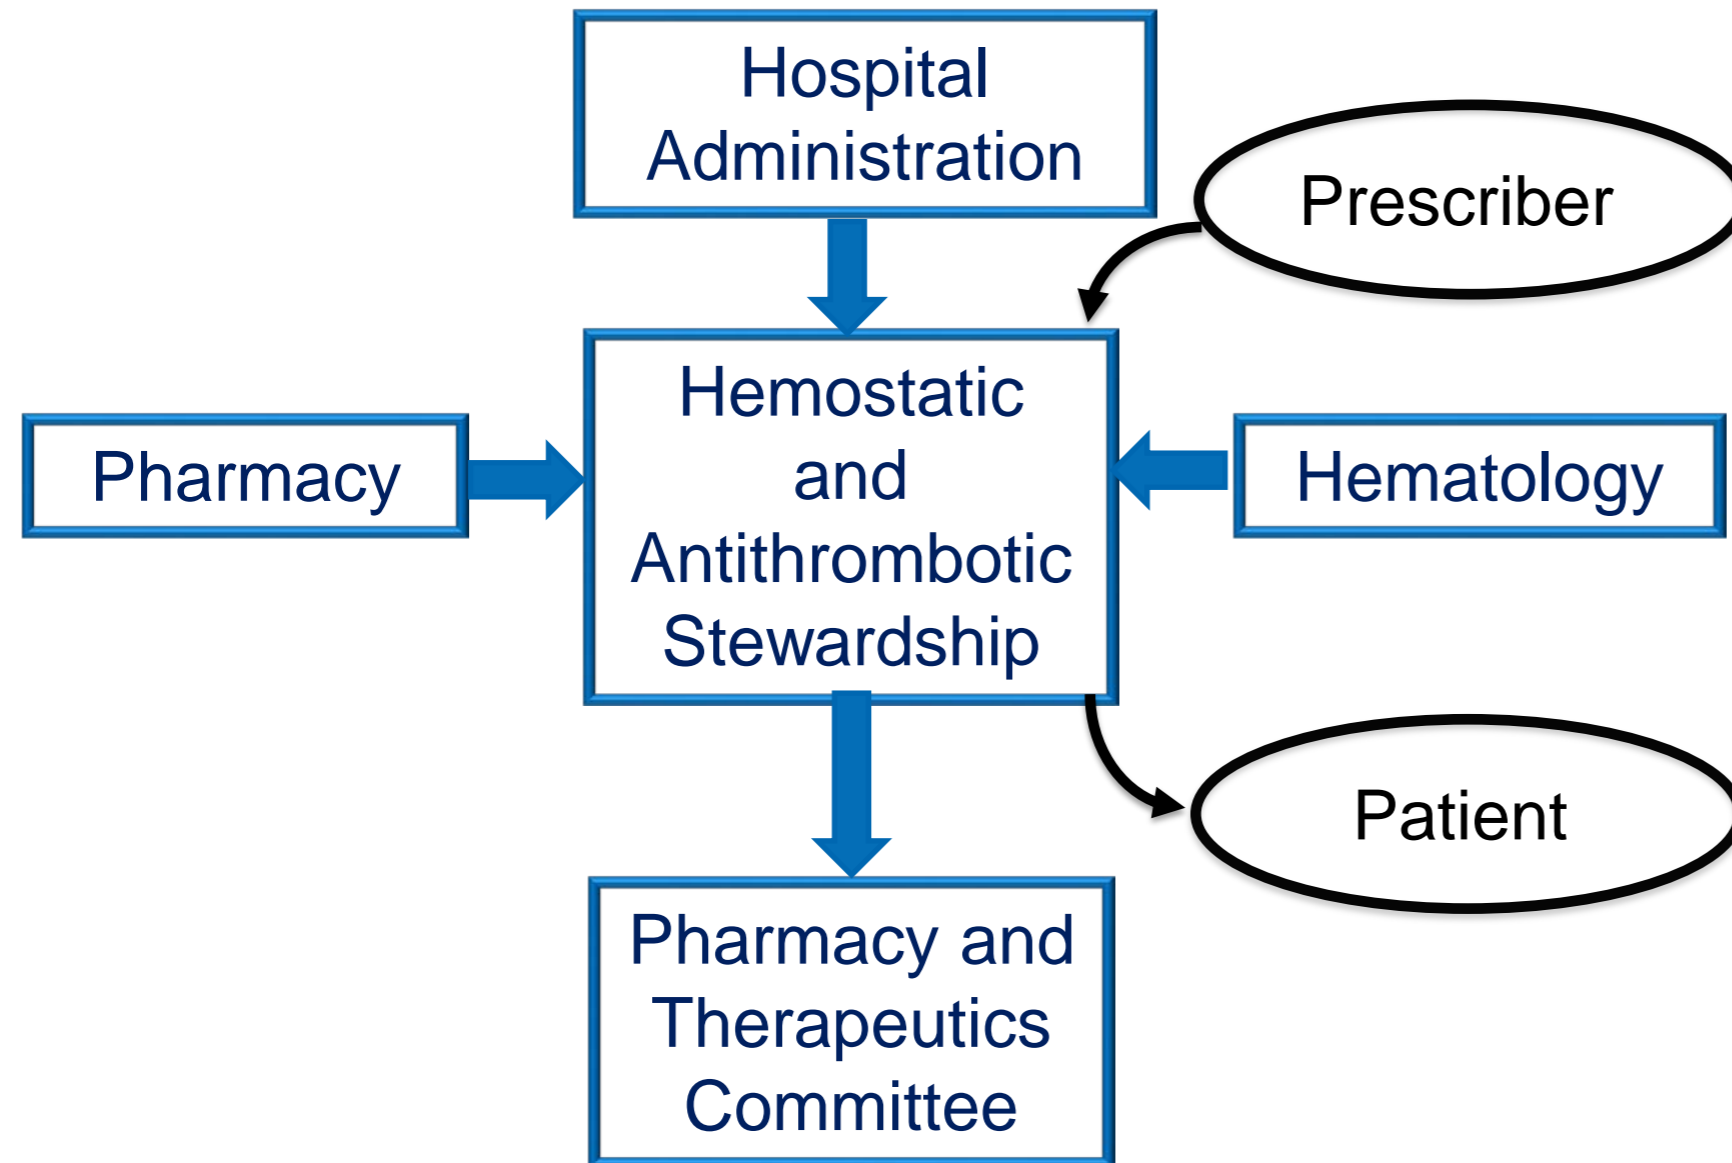 Hospital
Administration
Prescriber
Hemostatic
and
Antithrombotic
Stewardship
Pharmacy
Hematology
Patient
Pharmacy and
Therapeutics
Committee